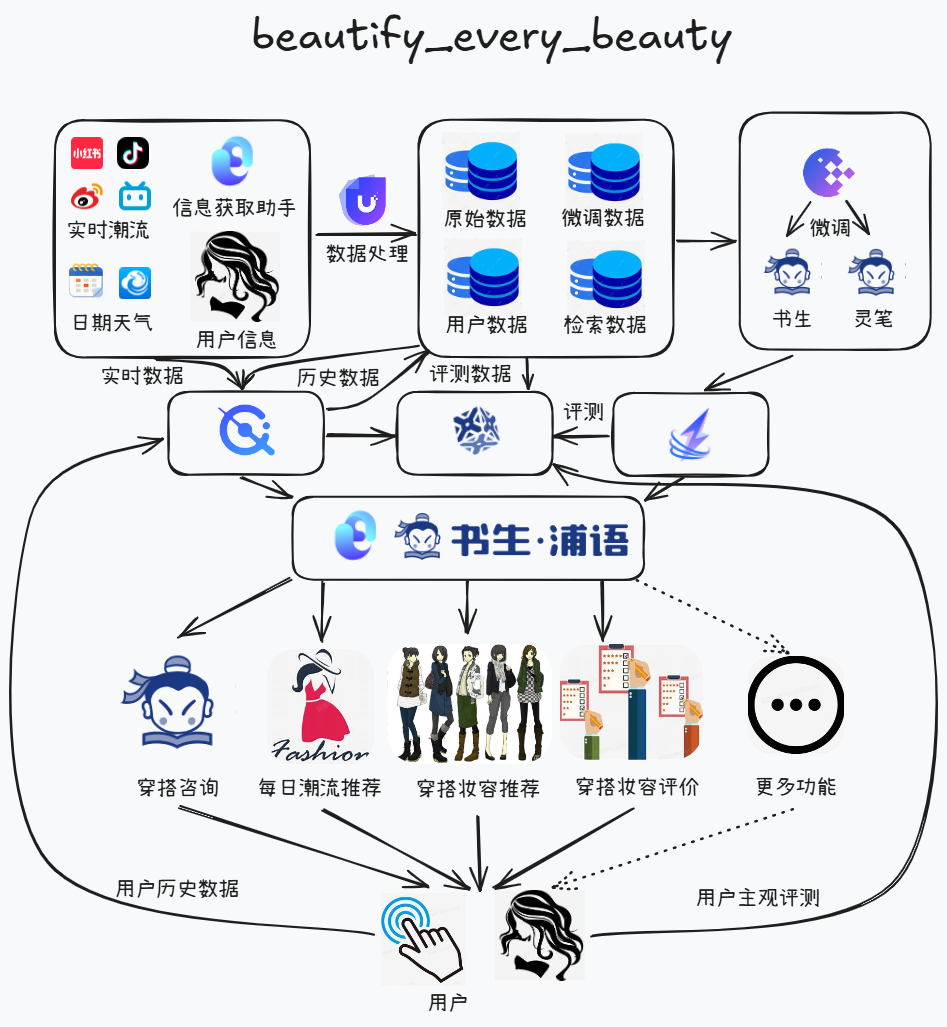 beautify_every_beauty
小红书
实时潮流
信息获取助手
日期天气
用户信息
数据处理
原始数据
微调数据
用户数据
检索数据
微调
书生
灵笔
实时数据
历史数据
评测数据
评测
书生·浦语
Fashion
穿搭咨询
每日潮流推荐
穿搭妆容推荐
穿搭妆容评价
更多功能
用户历史数据
用户主观评测
用户